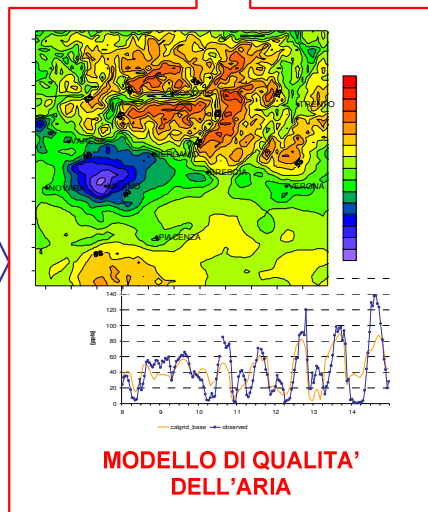 TRENTO
VARESE
BERGAMO
BRESCIA
NOVARA
MILANO
VERONA
PIACENZA
[ppb]
140
120
100
80
60
40
20
0
8 9 10 11 12 13 14
calgrid_base observed
MODELLO DI QUALITA'
DELL'ARIA